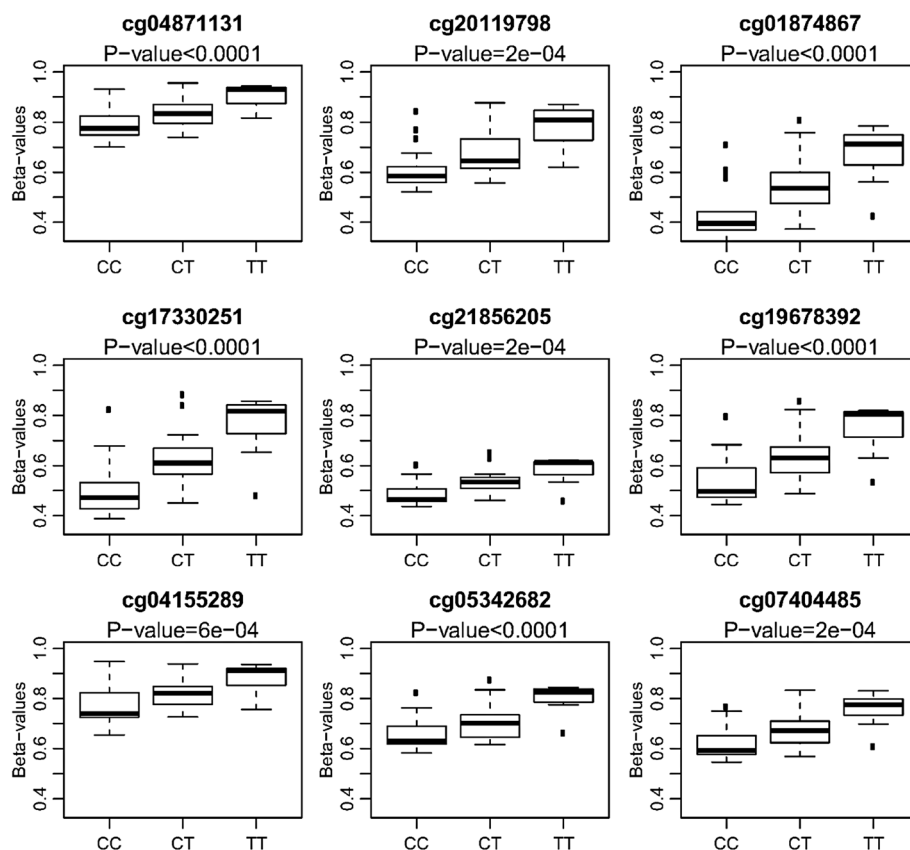 cg04871131
P-value<0.0001
Beta-values
1.0
0.8
0.6
0.4
CC CT TT
cg20119798
P-value=2e-04
Beta-values
1.0
0.8
0.6
0.4
CC CT TT
cg01874867
P-value<0.0001
Beta-values
1.0
0.8
0.6
0.4
CC CT TT
cg17330251
P-value<0.0001
Beta-values
1.0
0.8
0.6
0.4
CC CT TT
cg21856205
P-value=2e-04
Beta-values
1.0
0.8
0.6
0.4
CC CT TT
cg19678392
P-value<0.0001
Beta-values
1.0
0.8
0.6
0.4
CC CT TT
cg04155289
P-value=6e-04
Beta-values
1.0
0.8
0.6
0.4
CC CT TT
cg05342682
P-value<0.0001
Beta-values
1.0
0.8
0.6
0.4
CC CT TT
cg07404485
P-value=2e-04
Beta-values
1.0
0.8
0.6
0.4
CC CT TT